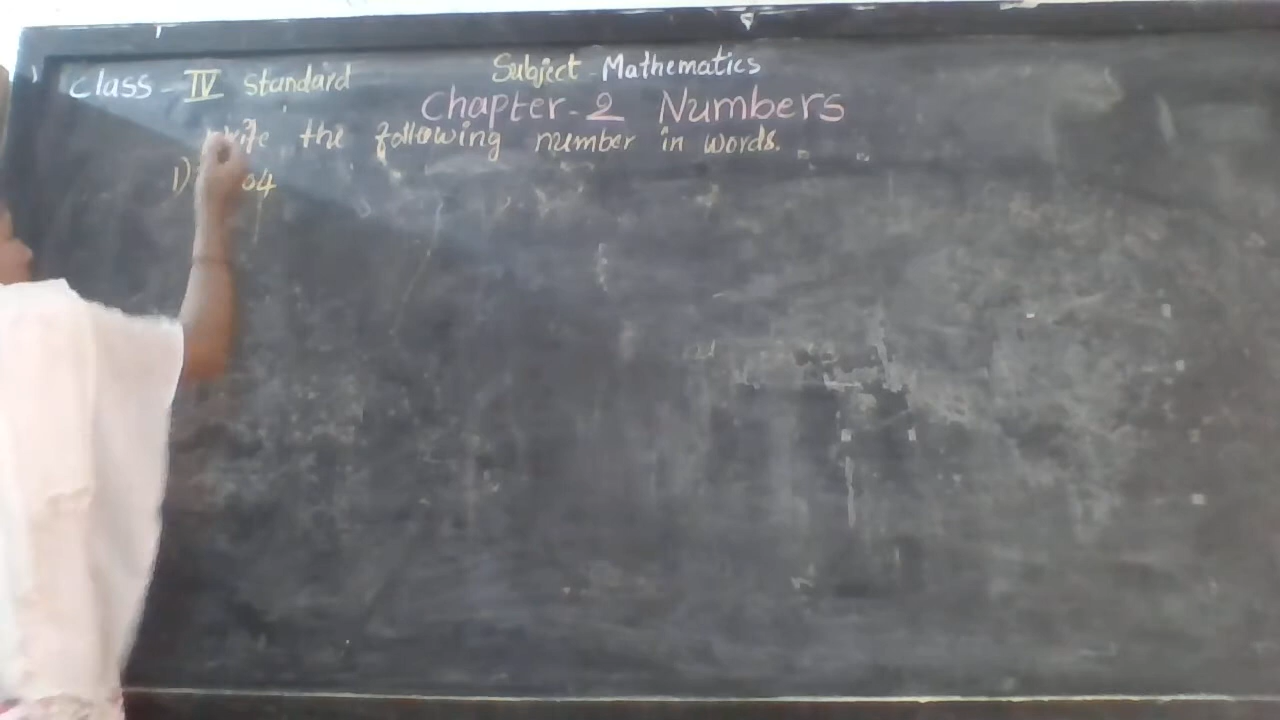 Class - IV Standard
Subject - Mathematics
Chapter - 2 Numbers
Write the following number in words.
1) 04